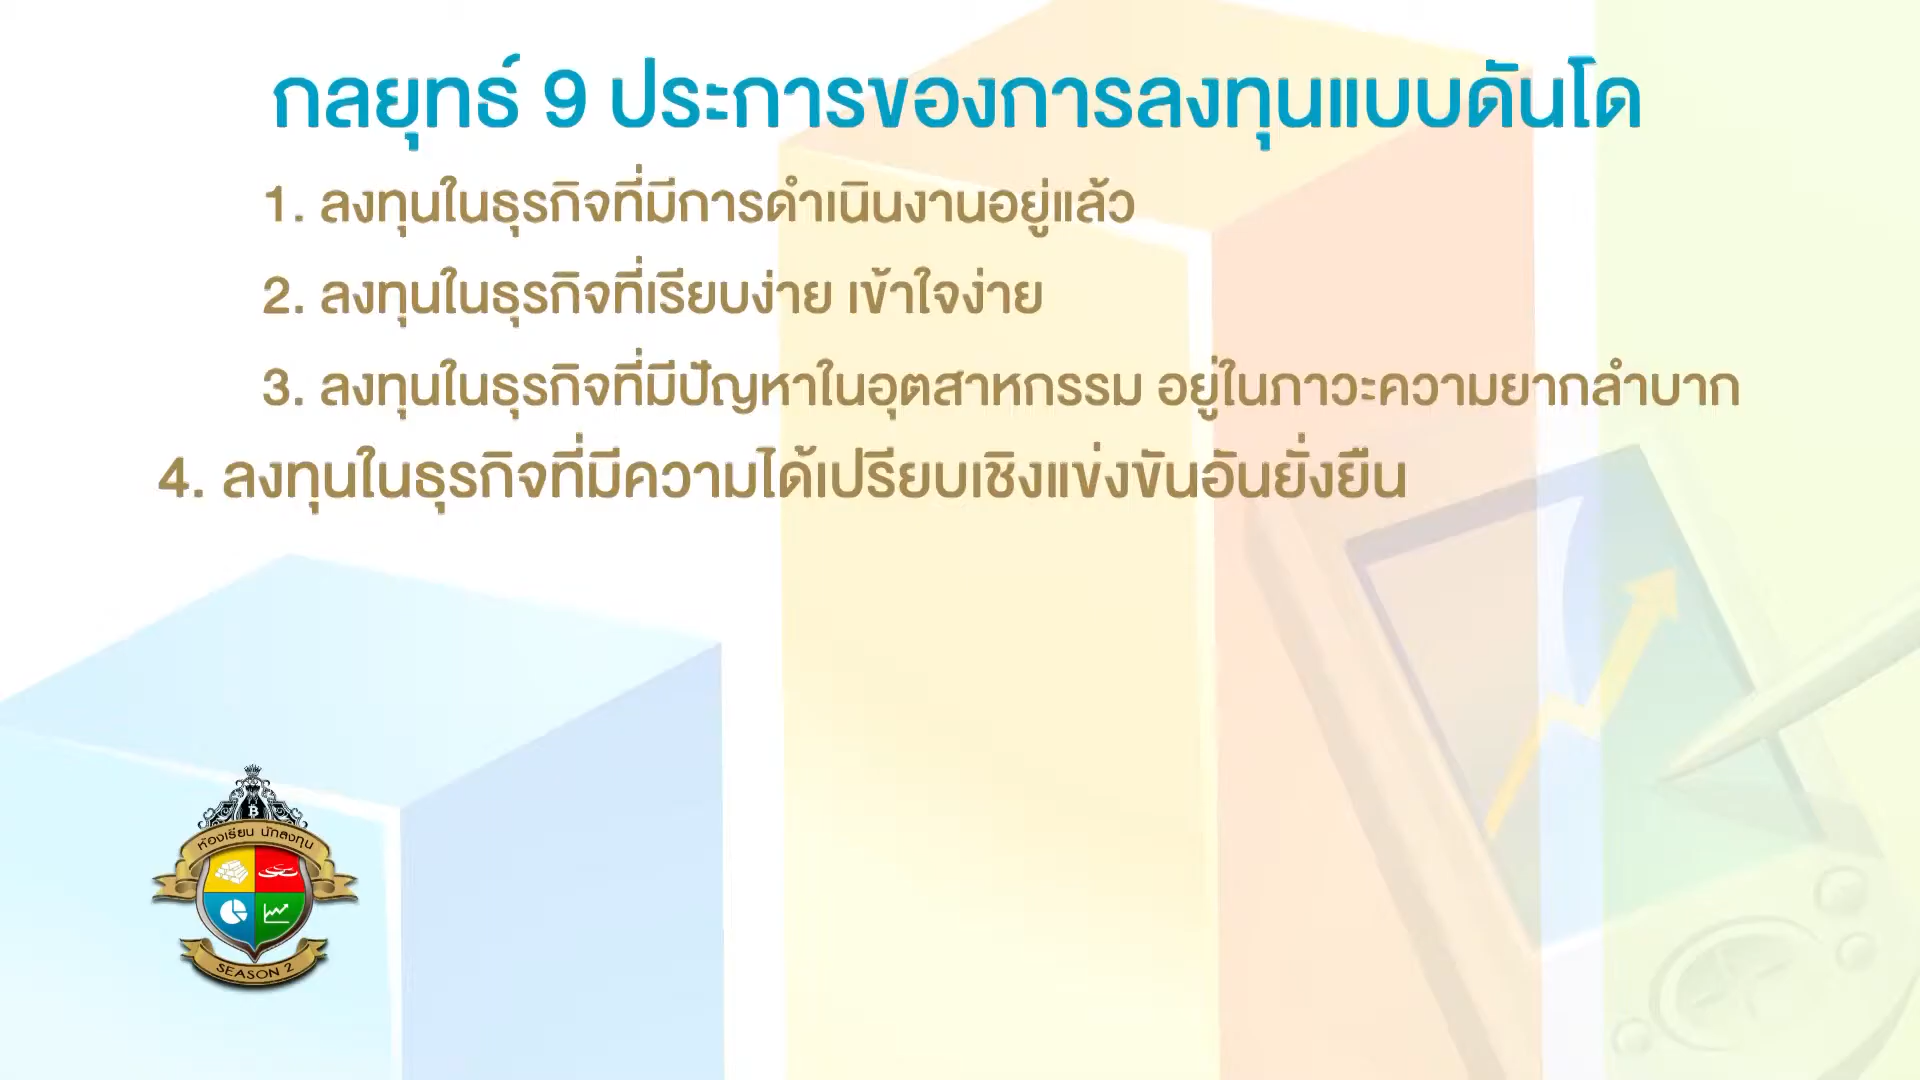 กลยุทธ์ 9 ประการของการลงทุนแบบดันโด
1. ลงทุนในธุรกิจที่มีการดำเนินงานอยู่แล้ว
2. ลงทุนในธุรกิจที่เรียบง่าย เข้าใจง่าย
3. ลงทุนในธุรกิจที่มีปัญหาในอุตสาหกรรม อยู่ในภาวะความยากลำบาก
4. ลงทุนในธุรกิจที่มีความได้เปรียบเชิงแข่งขันอันยั่งยืน
ห้องเรียน นักลงทุน
SEASON 2